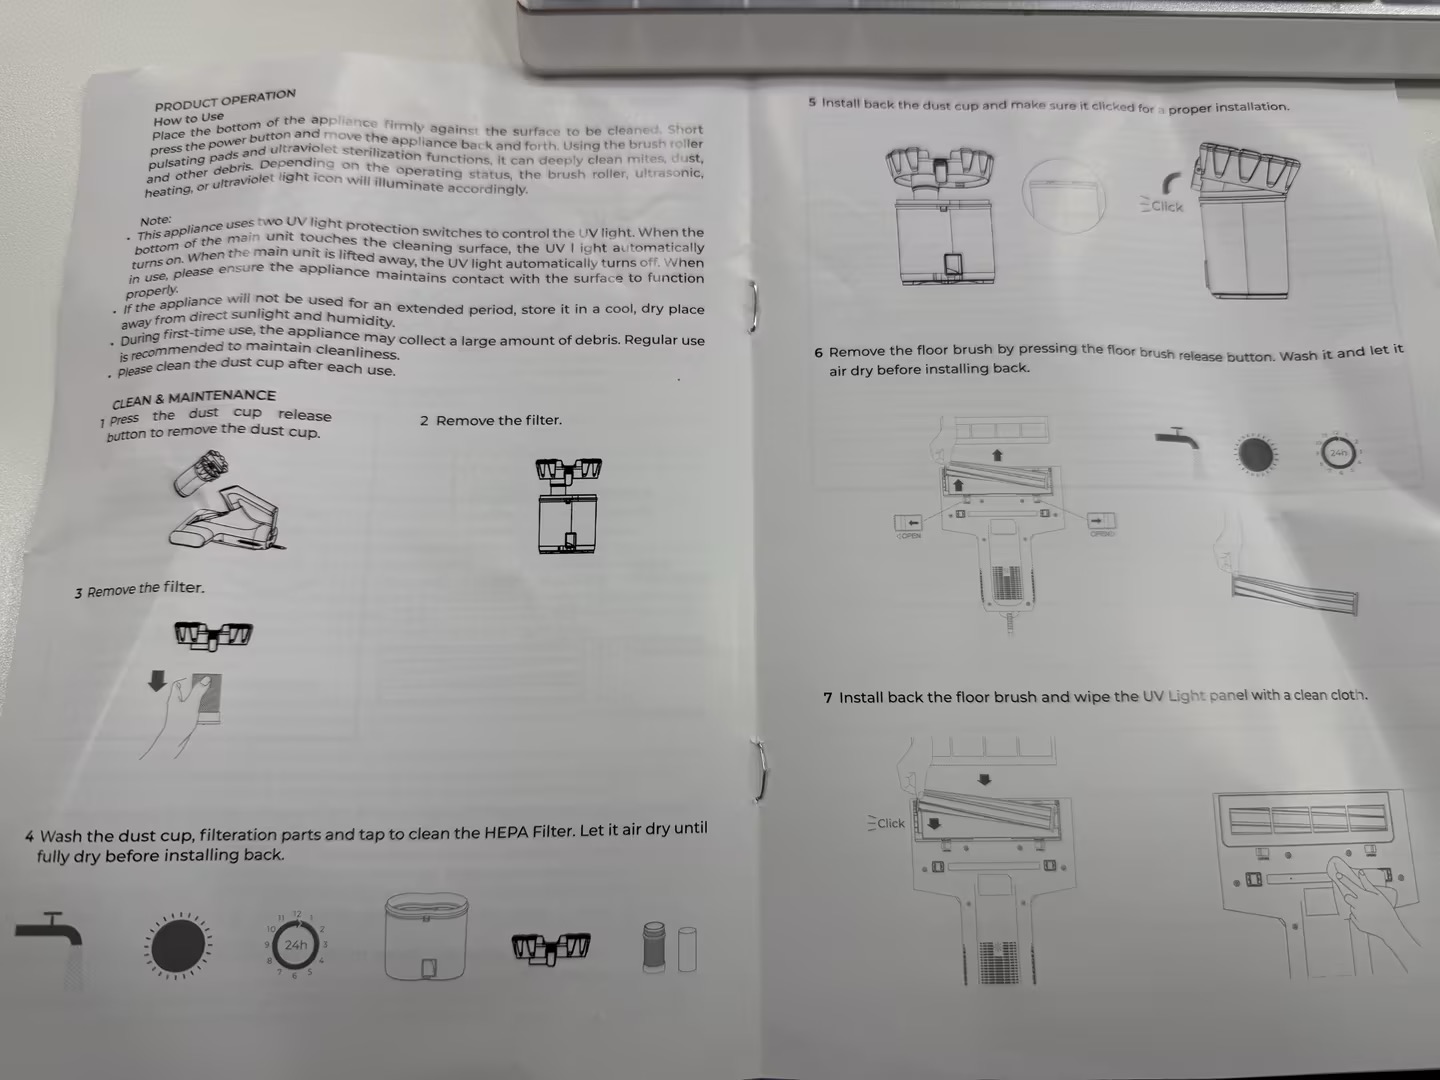 PRODUCT OPERATION
How to Use
Place the bottom of the appliance firmly against the surface to be cleaned. Short
press the power button and move the appliance back and forth. Using the brush roller
pulsating pads and ultraviolet sterilization functions, it can deeply clean mites, dust,
and other debris. Depending on the operating status, the brush roller, ultrasonic,
heating, or ultraviolet light icon will illuminate accordingly.
Note:
• This appliance uses two UV light protection switches to control the UV light. When the
bottom of the main unit touches the cleaning surface, the UV l ight automatically
turns on. When the main unit is lifted away, the UV light automatically turns off. When
in use, please ensure the appliance maintains contact with the surface to function
properly.
• If the appliance will not be used for an extended period, store it in a cool, dry place
away from direct sunlight and humidity.
• During first-time use, the appliance may collect a large amount of debris. Regular use
is recommended to maintain cleanliness.
• Please clean the dust cup after each use.
CLEAN & MAINTENANCE
1 Press the dust cup release
button to remove the dust cup.
2 Remove the filter.
3 Remove the filter.
4 Wash the dust cup, filteration parts and tap to clean the HEPA Filter. Let it air dry until
fully dry before installing back.
12
1
2
3
4
5
6
7
8
9
10
11
24h
5 Install back the dust cup and make sure it clicked for a proper installation.
Click
6 Remove the floor brush by pressing the floor brush release button. Wash it and let it
air dry before installing back.
24h
OPEN
OPEN
7 Install back the floor brush and wipe the UV Light panel with a clean cloth.
Click